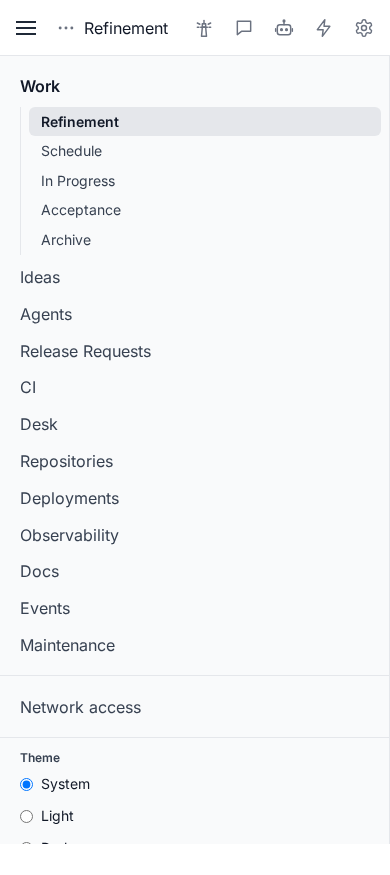 Refinement
Work
Refinement
Schedule
In Progress
Acceptance
Archive
Ideas
Agents
Release Requests
CI
Desk
Repositories
Deployments
Observability
Docs
Events
Maintenance
Network access
Theme
System
Light